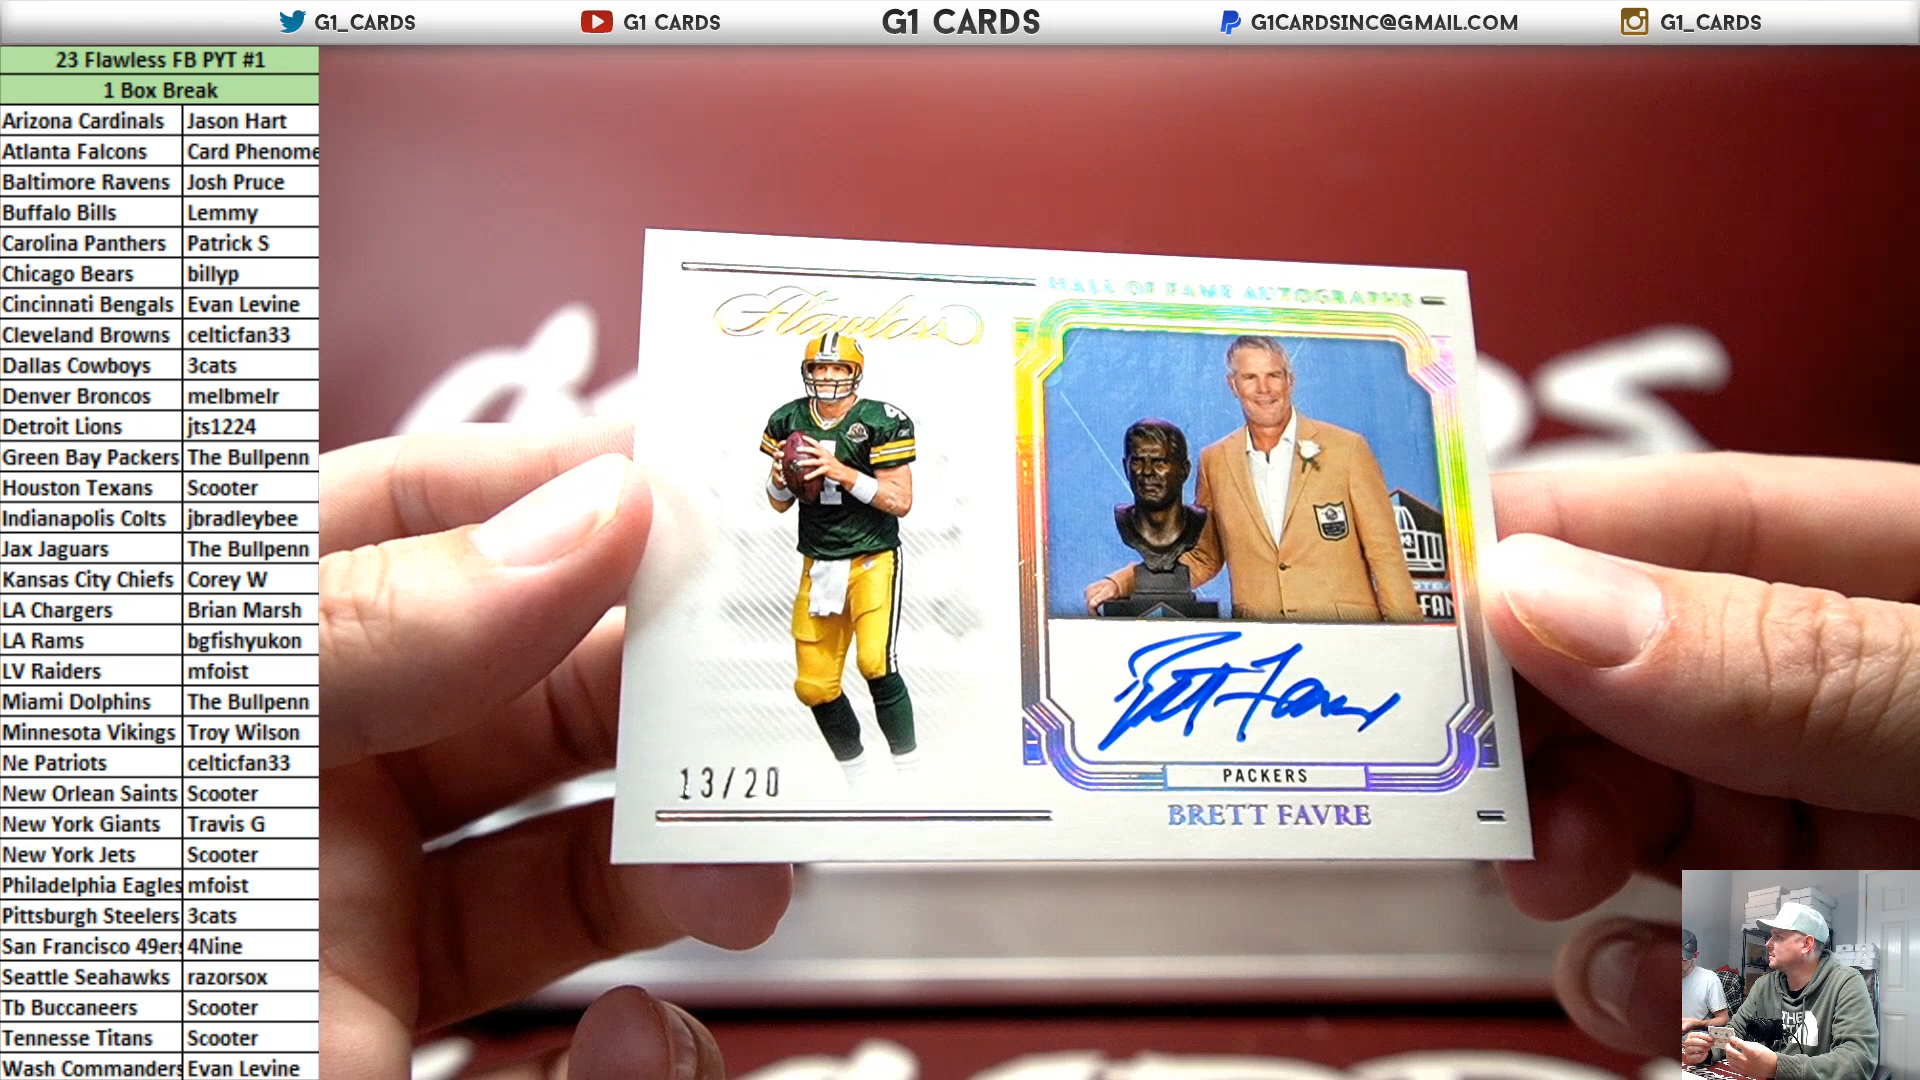 G1_CARDS G1 CARDS G1 CARDS G1CARDSINC@GMAIL.COM G1_CARDS
23 Flawless FB PYT #1
1 Box Break
Arizona Cardinals Jason Hart
Atlanta Falcons Card Phenome
Baltimore Ravens Josh Pruce
Buffalo Bills Lemmy
Carolina Panthers Patrick S
Chicago Bears billyp
Cincinnati Bengals Evan Levine
Cleveland Browns celticfan33
Dallas Cowboys 3cats
Denver Broncos melbmelr
Detroit Lions jts1224
Green Bay Packers The Bullpenn
Houston Texans Scooter
Indianapolis Colts jbradleybee
Jax Jaguars The Bullpenn
Kansas City Chiefs Corey W
LA Chargers Brian Marsh
LA Rams bgfishyukon
LV Raiders mfoist
Miami Dolphins The Bullpenn
Minnesota Vikings Troy Wilson
Ne Patriots celticfan33
New Orlean Saints Scooter
New York Giants Travis G
New York Jets Scooter
Philadelphia Eagles mfoist
Pittsburgh Steelers 3cats
San Francisco 49ers 4Nine
Seattle Seahawks razorsox
Tb Buccaneers Scooter
Tennesse Titans Scooter
Wash Commanders Evan Levine
HALL OF FAME AUTOGRAPHS
Flawless
4
FAM
Brett Favre
13/20
PACKERS
BRETT FAVRE
THE